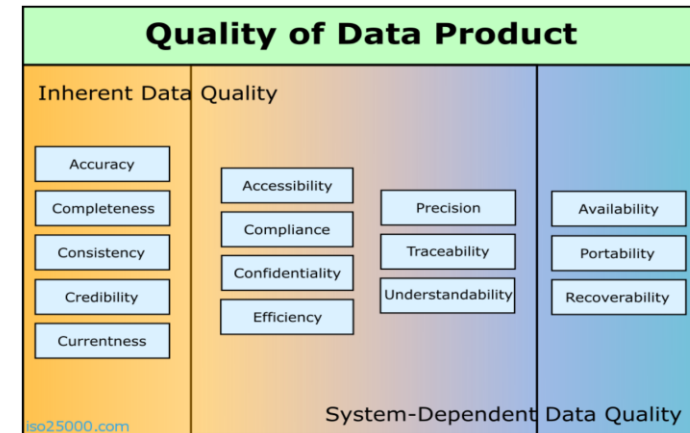 Quality of Data Product
Inherent Data Quality
Accuracy
Completeness
Consistency
Credibility
Currentness
Accessibility
Compliance
Confidentiality
Efficiency
Precision
Traceability
Understandability
Availability
Portability
Recoverability
System-Dependent Data Quality
iso25000.com